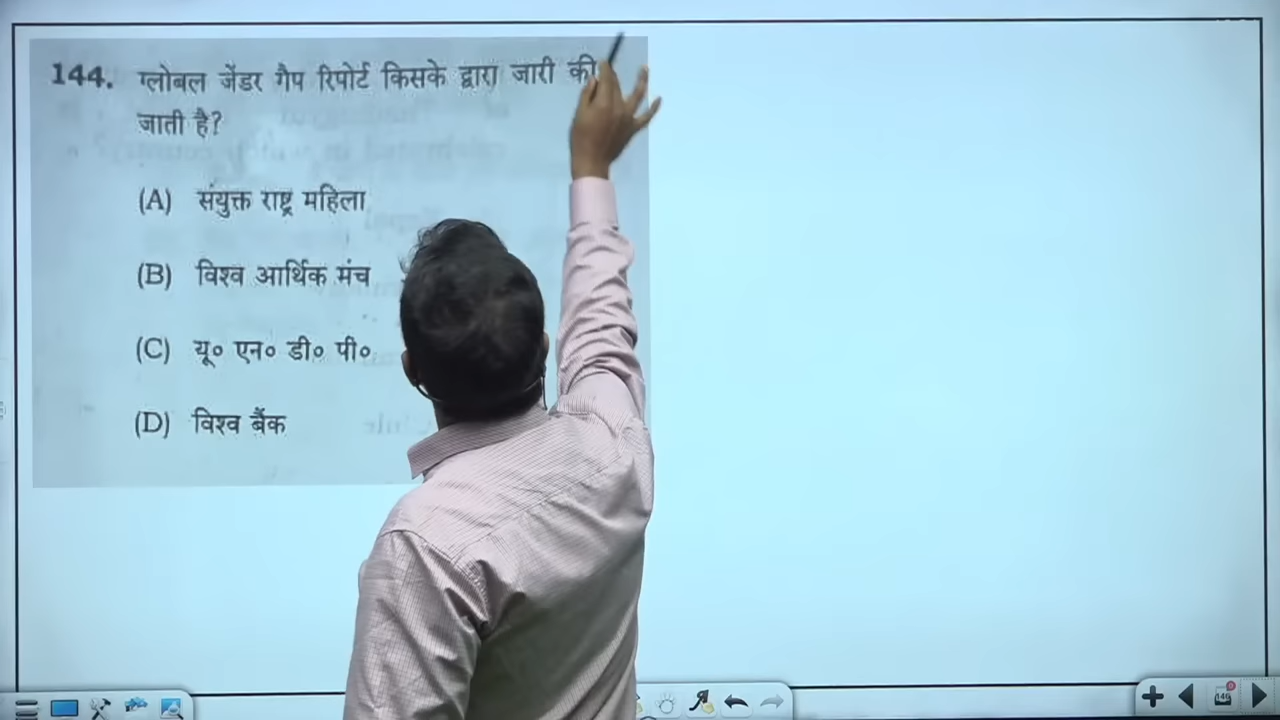 144. ग्लोबल जेंडर गैप रिपोर्ट किसके द्वारा जारी की
जाती है?
(A) संयुक्त राष्ट्र महिला
(B) विश्व आर्थिक मंच
(C) यू० एन० डी० पी०
(D) विश्व बैंक